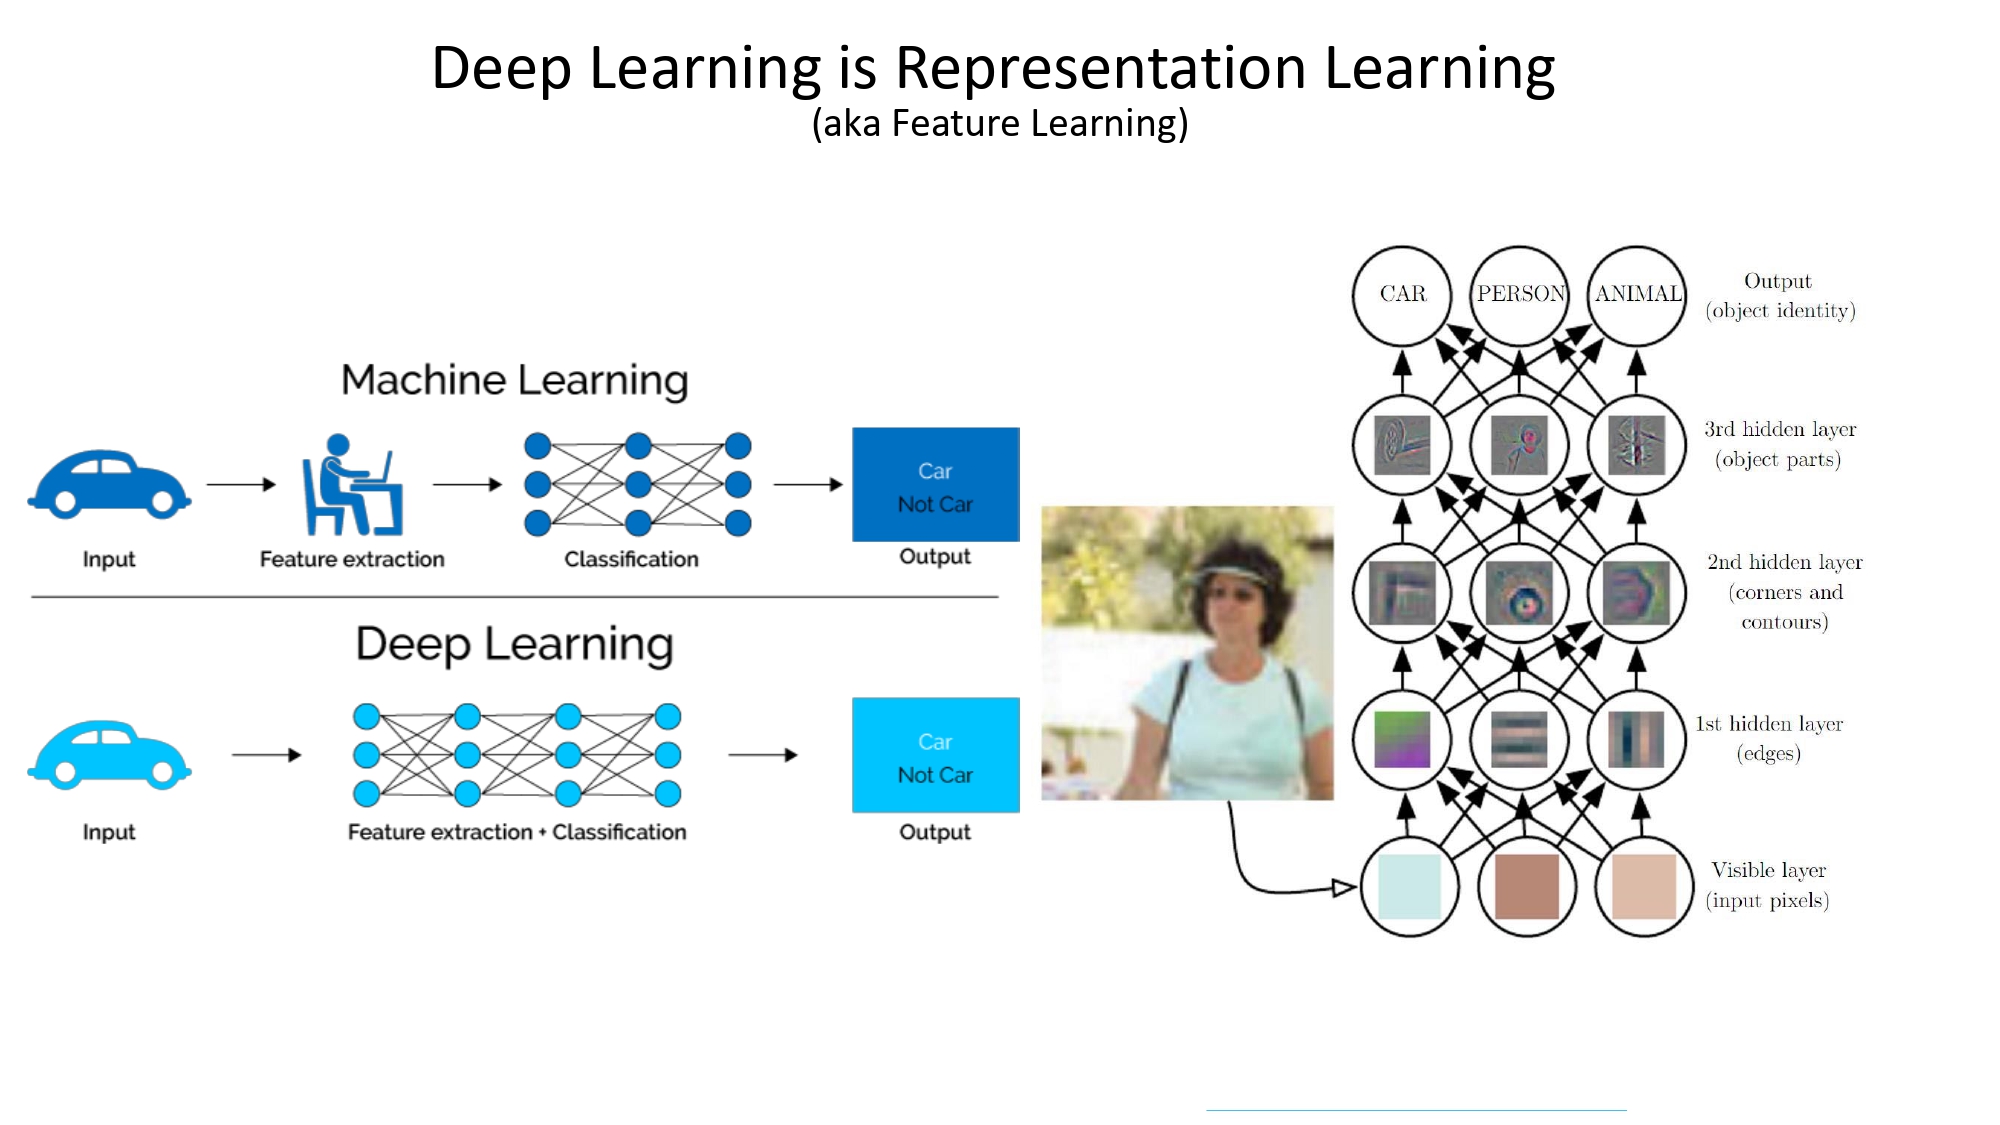 Deep Learning is Representation Learning
(aka Feature Learning)
Machine Learning
Input
Feature extraction
Classification
Car
Not Car
Output
Deep Learning
Input
Feature extraction + Classification
Car
Not Car
Output
CAR
PERSON
ANIMAL
Output
(object identity)
3rd hidden layer
(object parts)
2nd hidden layer
(corners and
contours)
1st hidden layer
(edges)
Visible layer
(input pixels)